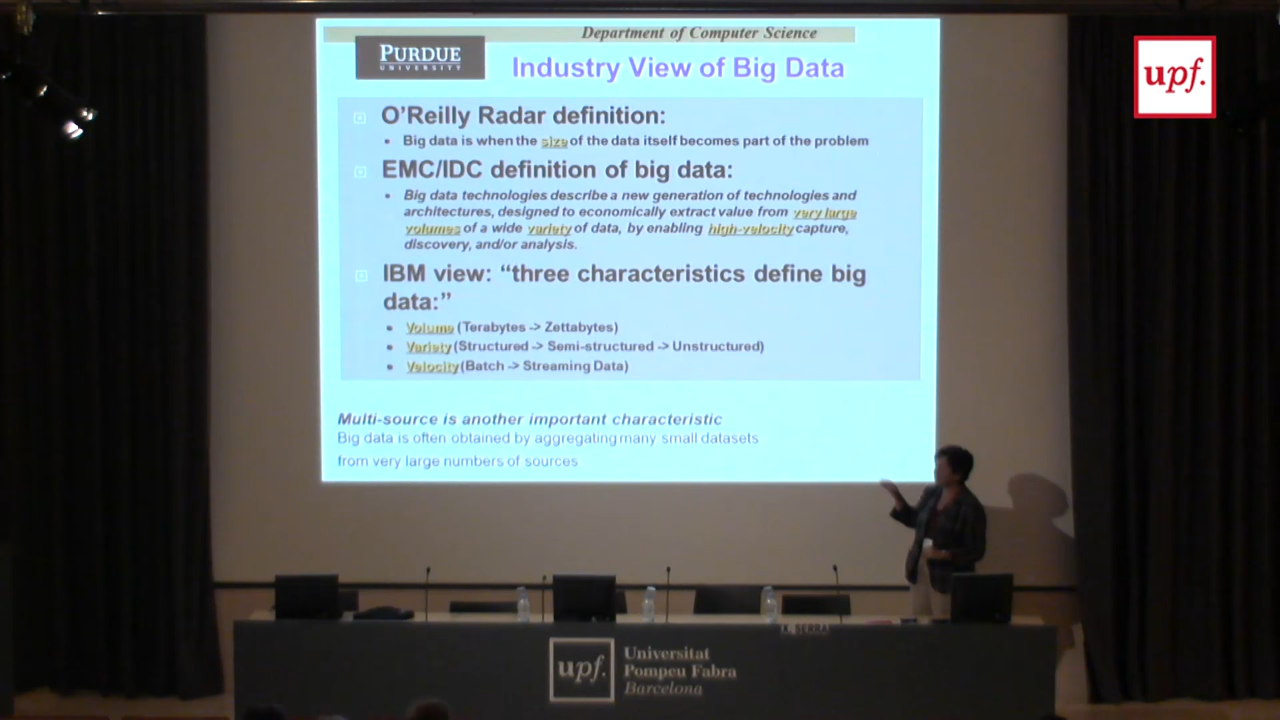 Department of Computer Science
PURDUE
UNIVERSITY
Industry View of Big Data
upf.
O'Reilly Radar definition:
• Big data is when the size of the data itself becomes part of the problem
EMC/IDC definition of big data:
• Big data technologies describe a new generation of technologies and
architectures, designed to economically extract value from very large
volumes of a wide variety of data, by enabling high-velocity capture,
discovery, and/or analysis.
IBM view: “three characteristics define big
data:”
• Volume (Terabytes -> Zettabytes)
• Variety (Structured -> Semi-structured -> Unstructured)
• Velocity (Batch -> Streaming Data)
Multi-source is another important characteristic
Big data is often obtained by aggregating many small datasets
from very large numbers of sources
X. SERRA
upf.
Universitat
Pompeu Fabra
Barcelona